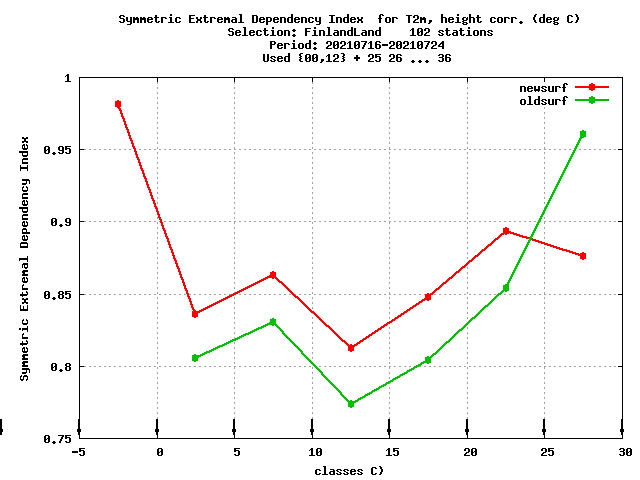 Symmetric Extremal Dependency Index  for T2m, height corr. (deg C)
Selection: FinlandLand    102 stations
Period: 20210716-20210724
Used {00,12} + 25 26 ... 36
newsurf
oldsurf
Symmetric Extremal Dependency Index
1
0.95
0.9
0.85
0.8
0.75
-5 0 5 10 15 20 25 30
classes C)